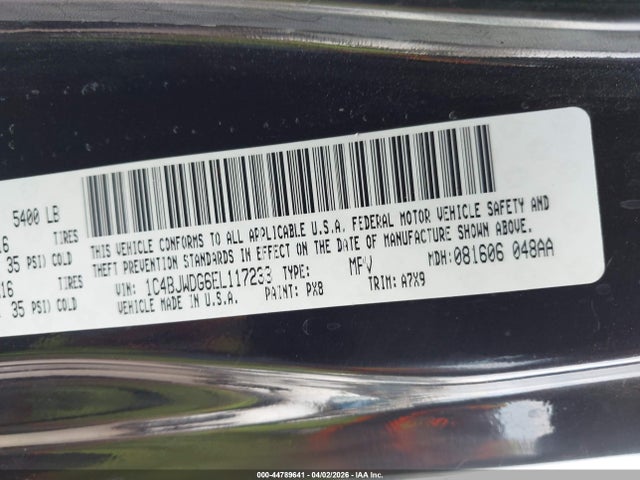 5400 LB
16 TIRES
35 PSI) COLD
16 TIRES
35 PSI) COLD
THIS VEHICLE CONFORMS TO ALL APPLICABLE U.S.A. FEDERAL MOTOR VEHICLE SAFETY AND
THEFT PREVENTION STANDARDS IN EFFECT ON THE DATE OF MANUFACTURE SHOWN ABOVE.
VIN: 1C4BJWDG6EL117233 TYPE: MFV MDH: 081606 048AA
VEHICLE MADE IN U.S.A. PAINT: PX8 TRIM: A7X9
000-44789641 - 04/02/2026 - IAA Inc.